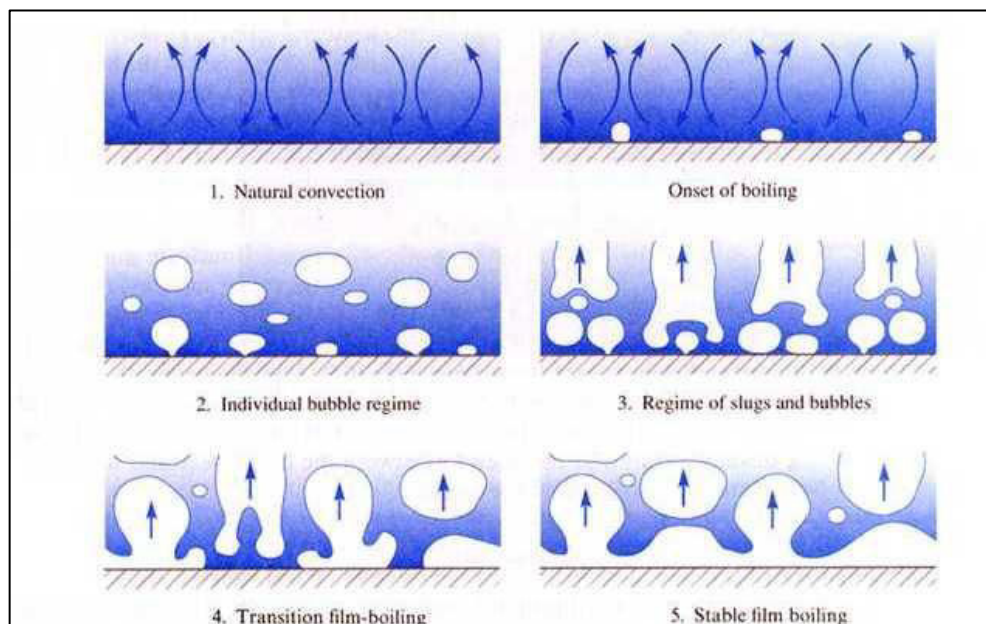 1. Natural convection
Onset of boiling
2. Individual bubble regime
3. Regime of slugs and bubbles
4. Transition film-boiling
5. Stable film boiling